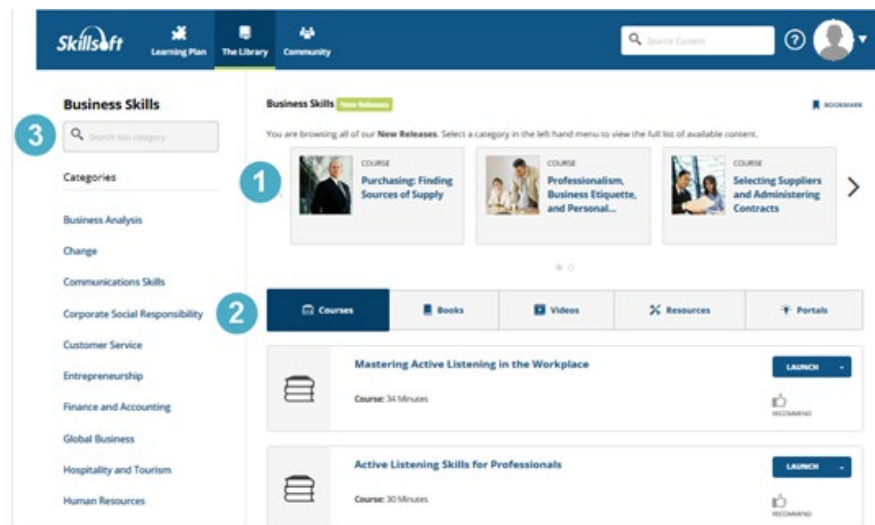 Skillsoft
Learning Plan
The Library
Community
Search Content
?
Business Skills
3
Search this category
Categories
Business Analysis
Change
Communications Skills
Corporate Social Responsibility
Customer Service
Entrepreneurship
Finance and Accounting
Global Business
Hospitality and Tourism
Human Resources
Business Skills New Releases
BOOKMARK
You are browsing all of our New Releases. Select a category in the left hand menu to view the full list of available content.
1
COURSE
Purchasing: Finding
Sources of Supply
COURSE
Professionalism,
Business Etiquette,
and Personal...
COURSE
Selecting Suppliers
and Administering
Contracts
2
Courses
Books
Videos
Resources
Portals
Mastering Active Listening in the Workplace
Course: 34 Minutes
LAUNCH
RECOMMEND
Active Listening Skills for Professionals
Course: 30 Minutes
LAUNCH
RECOMMEND